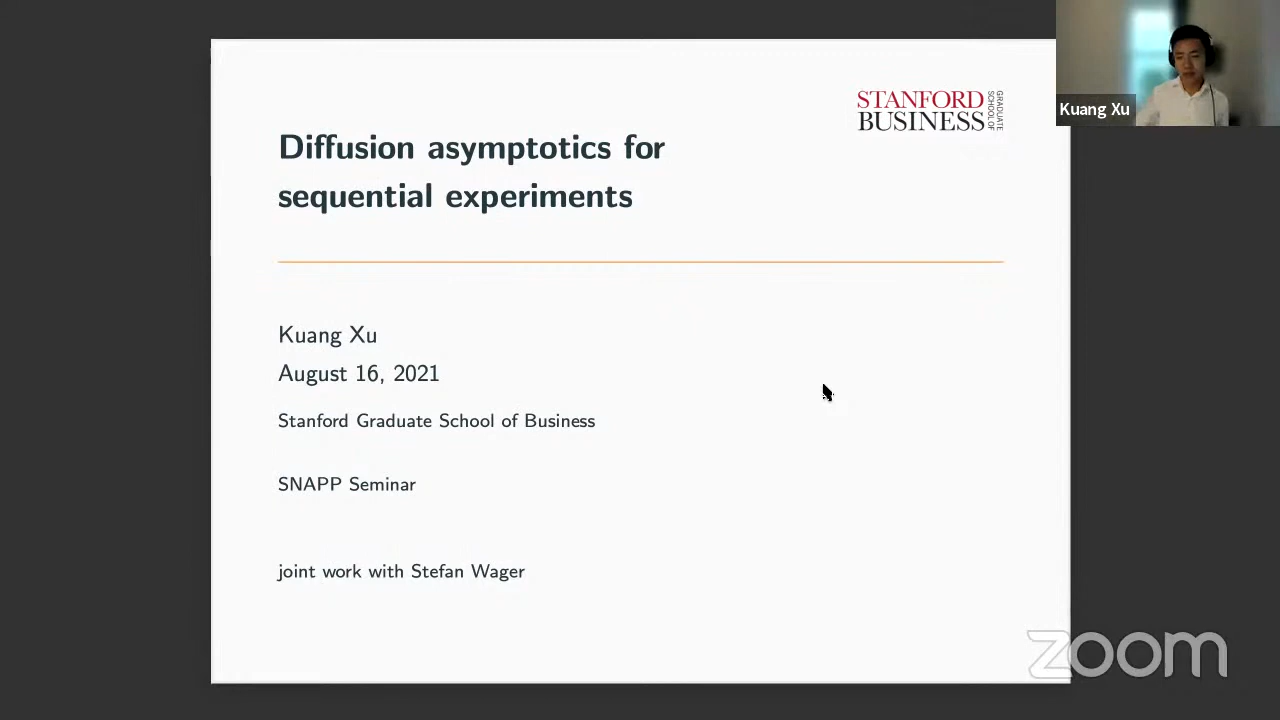 STANFORD
BUSINESS
GRADUATE
SCHOOL OF
Kuang Xu
Diffusion asymptotics for
sequential experiments
Kuang Xu
August 16, 2021
Stanford Graduate School of Business
SNAPP Seminar
joint work with Stefan Wager
zoom